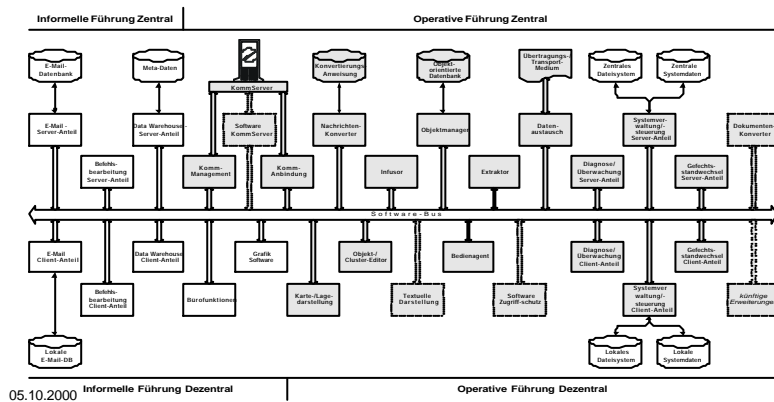 Informelle Führung Zentral
Operative Führung Zentral
E-Mail-
Datenbank
Meta-Daten
KommServer
Konvertierungs-
Anweisung
Objekt-
orientierte
Datenbank
Übertragungs-/
Transport-
Medium
Zentrales
Dateisystem
Zentrale
Systemdaten
E-Mail -
Server-Anteil
Data Warehouse -
Server-Anteil
Software
KommServer
Nachrichten-
Konverter
Objektmanager
Daten-
austausch
Systemver-
waltung/-
steuerung
Server-Anteil
Dokumenten-
Konverter
Befehls-
bearbeitung
Server-Anteil
Komm-
Management
Komm-
Anbindung
Infusor
Extraktor
Diagnose/
Überwachung
Server-Anteil
Gefechts-
standwechsel
Server-Anteil
Software-Bus
E-Mail
Client-Anteil
Data Warehouse
Client-Anteil
Grafik
Software
Objekt-/
Cluster-Editor
Bedienagent
Diagnose/
Überwachung
Client-Anteil
Gefechts-
standwechsel
Client-Anteil
Befehls-
bearbeitung
Client-Anteil
Bürofunktionen
Karte-/Lage-
darstellung
Textuelle
Darstellung
Software
Zugriff-schutz
Systemver
waltung/-
steuerung
Client-Anteil
künftige
Erweiterunge
Lokale
E-Mail-DB
Lokales
Dateisystem
Lokale
Systemdaten
05.10.2000
Informelle Führung Dezentral
Operative Führung Dezentral